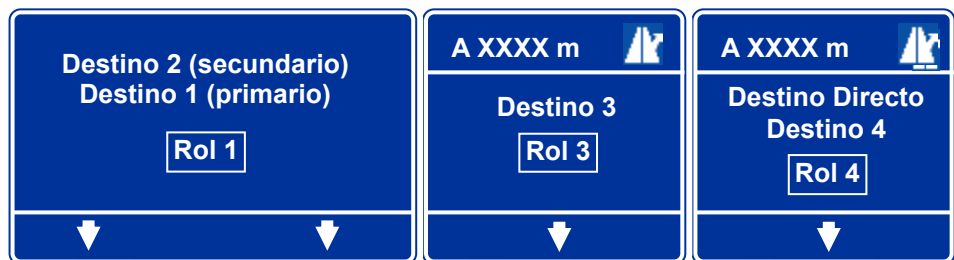 Destino 2 (secundario)
Destino 1 (primario)
Rol 1
A XXXX m
Destino 3
Rol 3
A XXXX m
Destino Directo
Destino 4
Rol 4